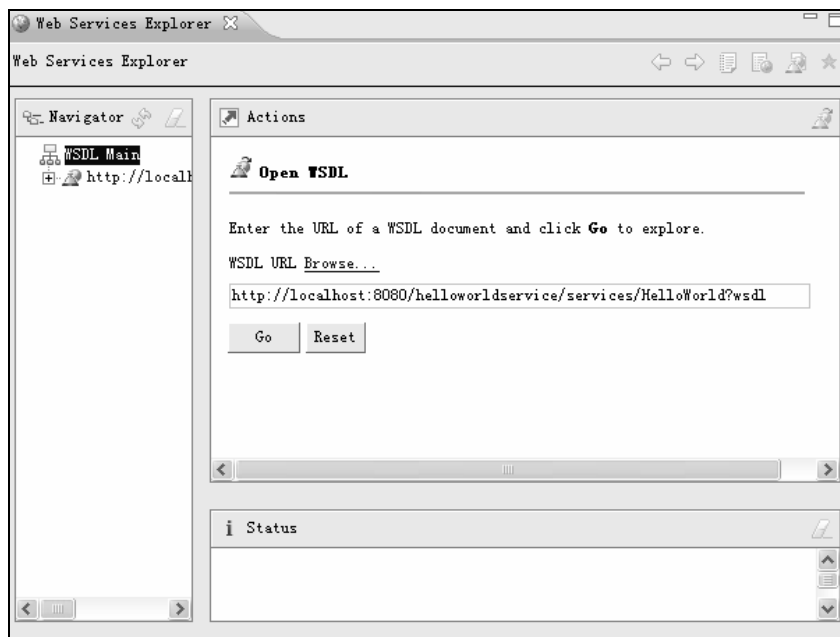 Web Services Explorer
Web Services Explorer
Navigator
WSDL Main
http://local
Actions
Open WSDL
Enter the URL of a WSDL document and click Go to explore.
WSDL URL Browse...
http://localhost:8080/helloworldservice/services/HelloWorld?wsdl
Go Reset
i Status